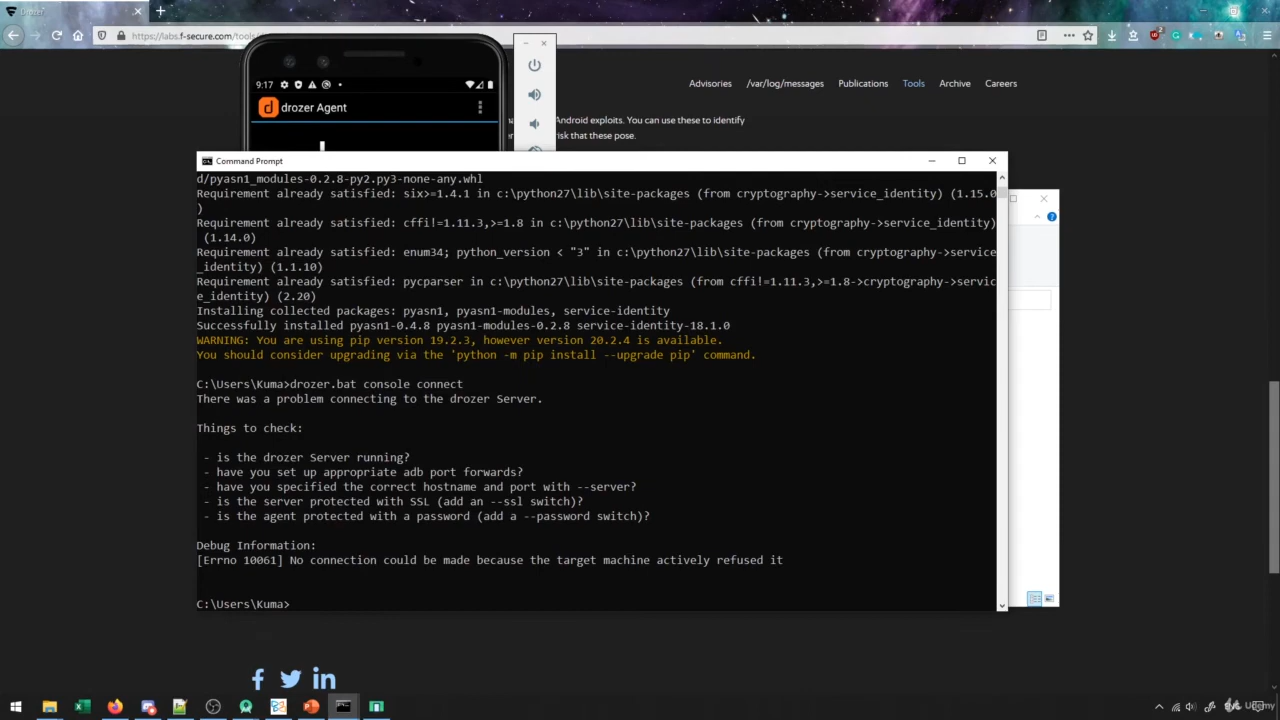 Drozer
https://labs.f-secure.com/tools/
9:17
drozer Agent
Advisories
/var/log/messages
Publications
Tools
Archive
Careers
Android exploits. You can use these to identify
risk that these pose.
Command Prompt
d/pyasn1_modules-0.2.8-py2.py3-none-any.whl
Requirement already satisfied: six>=1.4.1 in c:\python27\lib\site-packages (from cryptography->service_identity) (1.15.0
)
Requirement already satisfied: cffi!=1.11.3,>=1.8 in c:\python27\lib\site-packages (from cryptography->service_identity)
(1.14.0)
Requirement already satisfied: enum34; python_version < "3" in c:\python27\lib\site-packages (from cryptography->service
_identity) (1.1.10)
Requirement already satisfied: pycparser in c:\python27\lib\site-packages (from cffi!=1.11.3,>=1.8->cryptography->servic
e_identity) (2.20)
Installing collected packages: pyasn1, pyasn1-modules, service-identity
Successfully installed pyasn1-0.4.8 pyasn1-modules-0.2.8 service-identity-18.1.0
WARNING: You are using pip version 19.2.3, however version 20.2.4 is available.
You should consider upgrading via the 'python -m pip install --upgrade pip' command.
C:\Users\Kuma>drozer.bat console connect
There was a problem connecting to the drozer Server.
Things to check:
- is the drozer Server running?
- have you set up appropriate adb port forwards?
- have you specified the correct hostname and port with --server?
- is the server protected with SSL (add an --ssl switch)?
- is the agent protected with a password (add a --password switch)?
Debug Information:
[Errno 10061] No connection could be made because the target machine actively refused it
C:\Users\Kuma>
Udemy